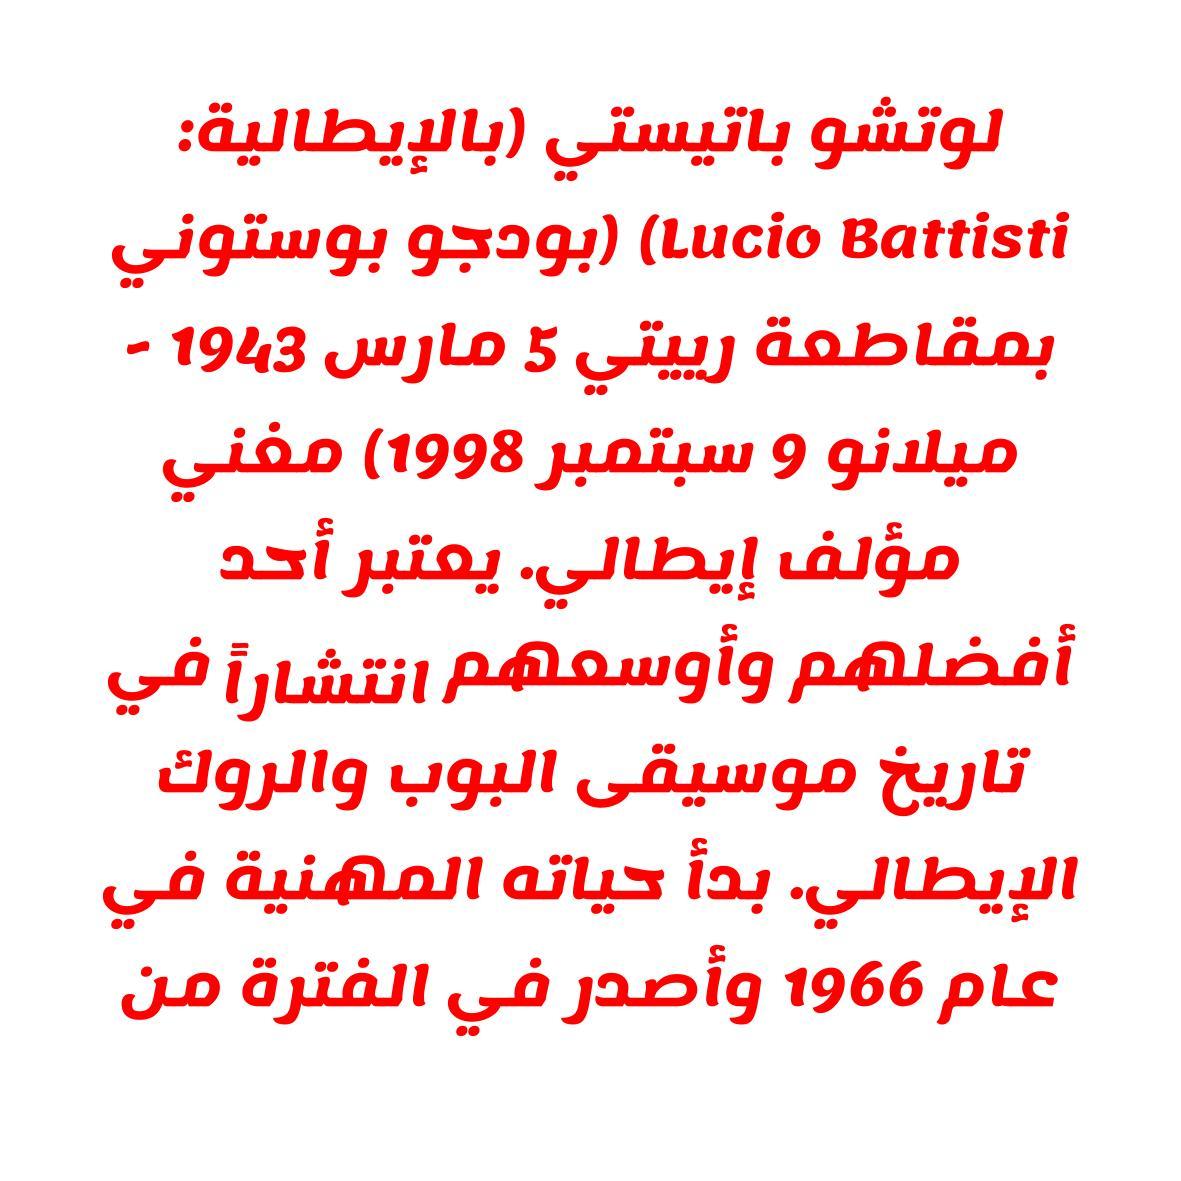 لوتشو باتيستي (بالإيطالية:
Lucio Battisti) (بودجو بوستوني
بمقاطعة رييتي 5 مارس 1943 -
ميلانو 9 سبتمبر 1998) مغني
مؤلف إيطالي. يعتبر أحد
أفضلهم وأوسعهم انتشاراً في
تاريخ موسيقى البوب والروك
الإيطالي. بدأ حياته المهنية في
عام 1966 وأصدر في الفترة من